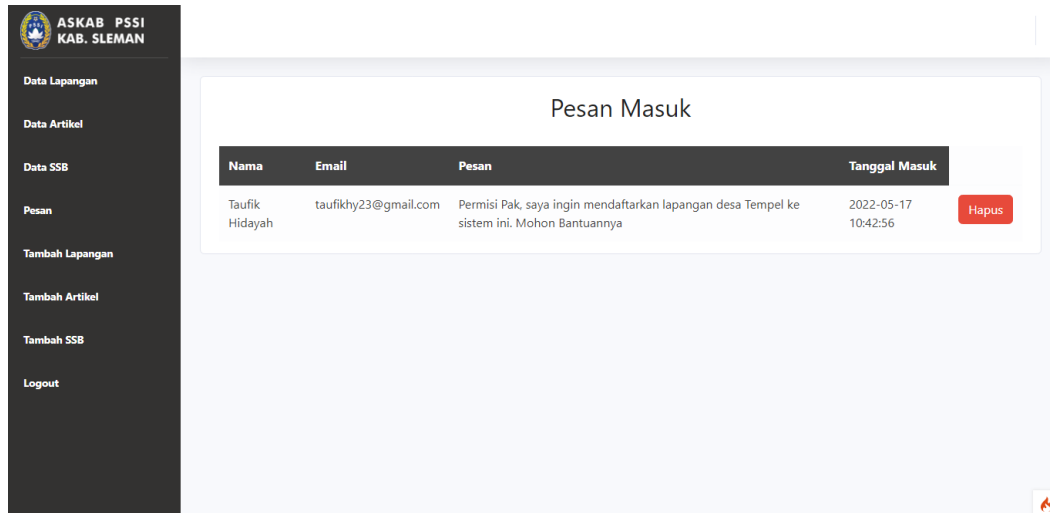 ASKAB PSSI
KAB. SLEMAN
Data Lapangan
Data Artikel
Data SSB
Pesan
Tambah Lapangan
Tambah Artikel
Tambah SSB
Logout
Pesan Masuk
Nama Email Pesan Tanggal Masuk
Taufik taufikhy23@gmail.com Permisi Pak, saya ingin mendaftarkan lapangan desa Tempel ke 2022-05-17 Hapus
Hidayah sistem ini. Mohon Bantuannya 10:42:56